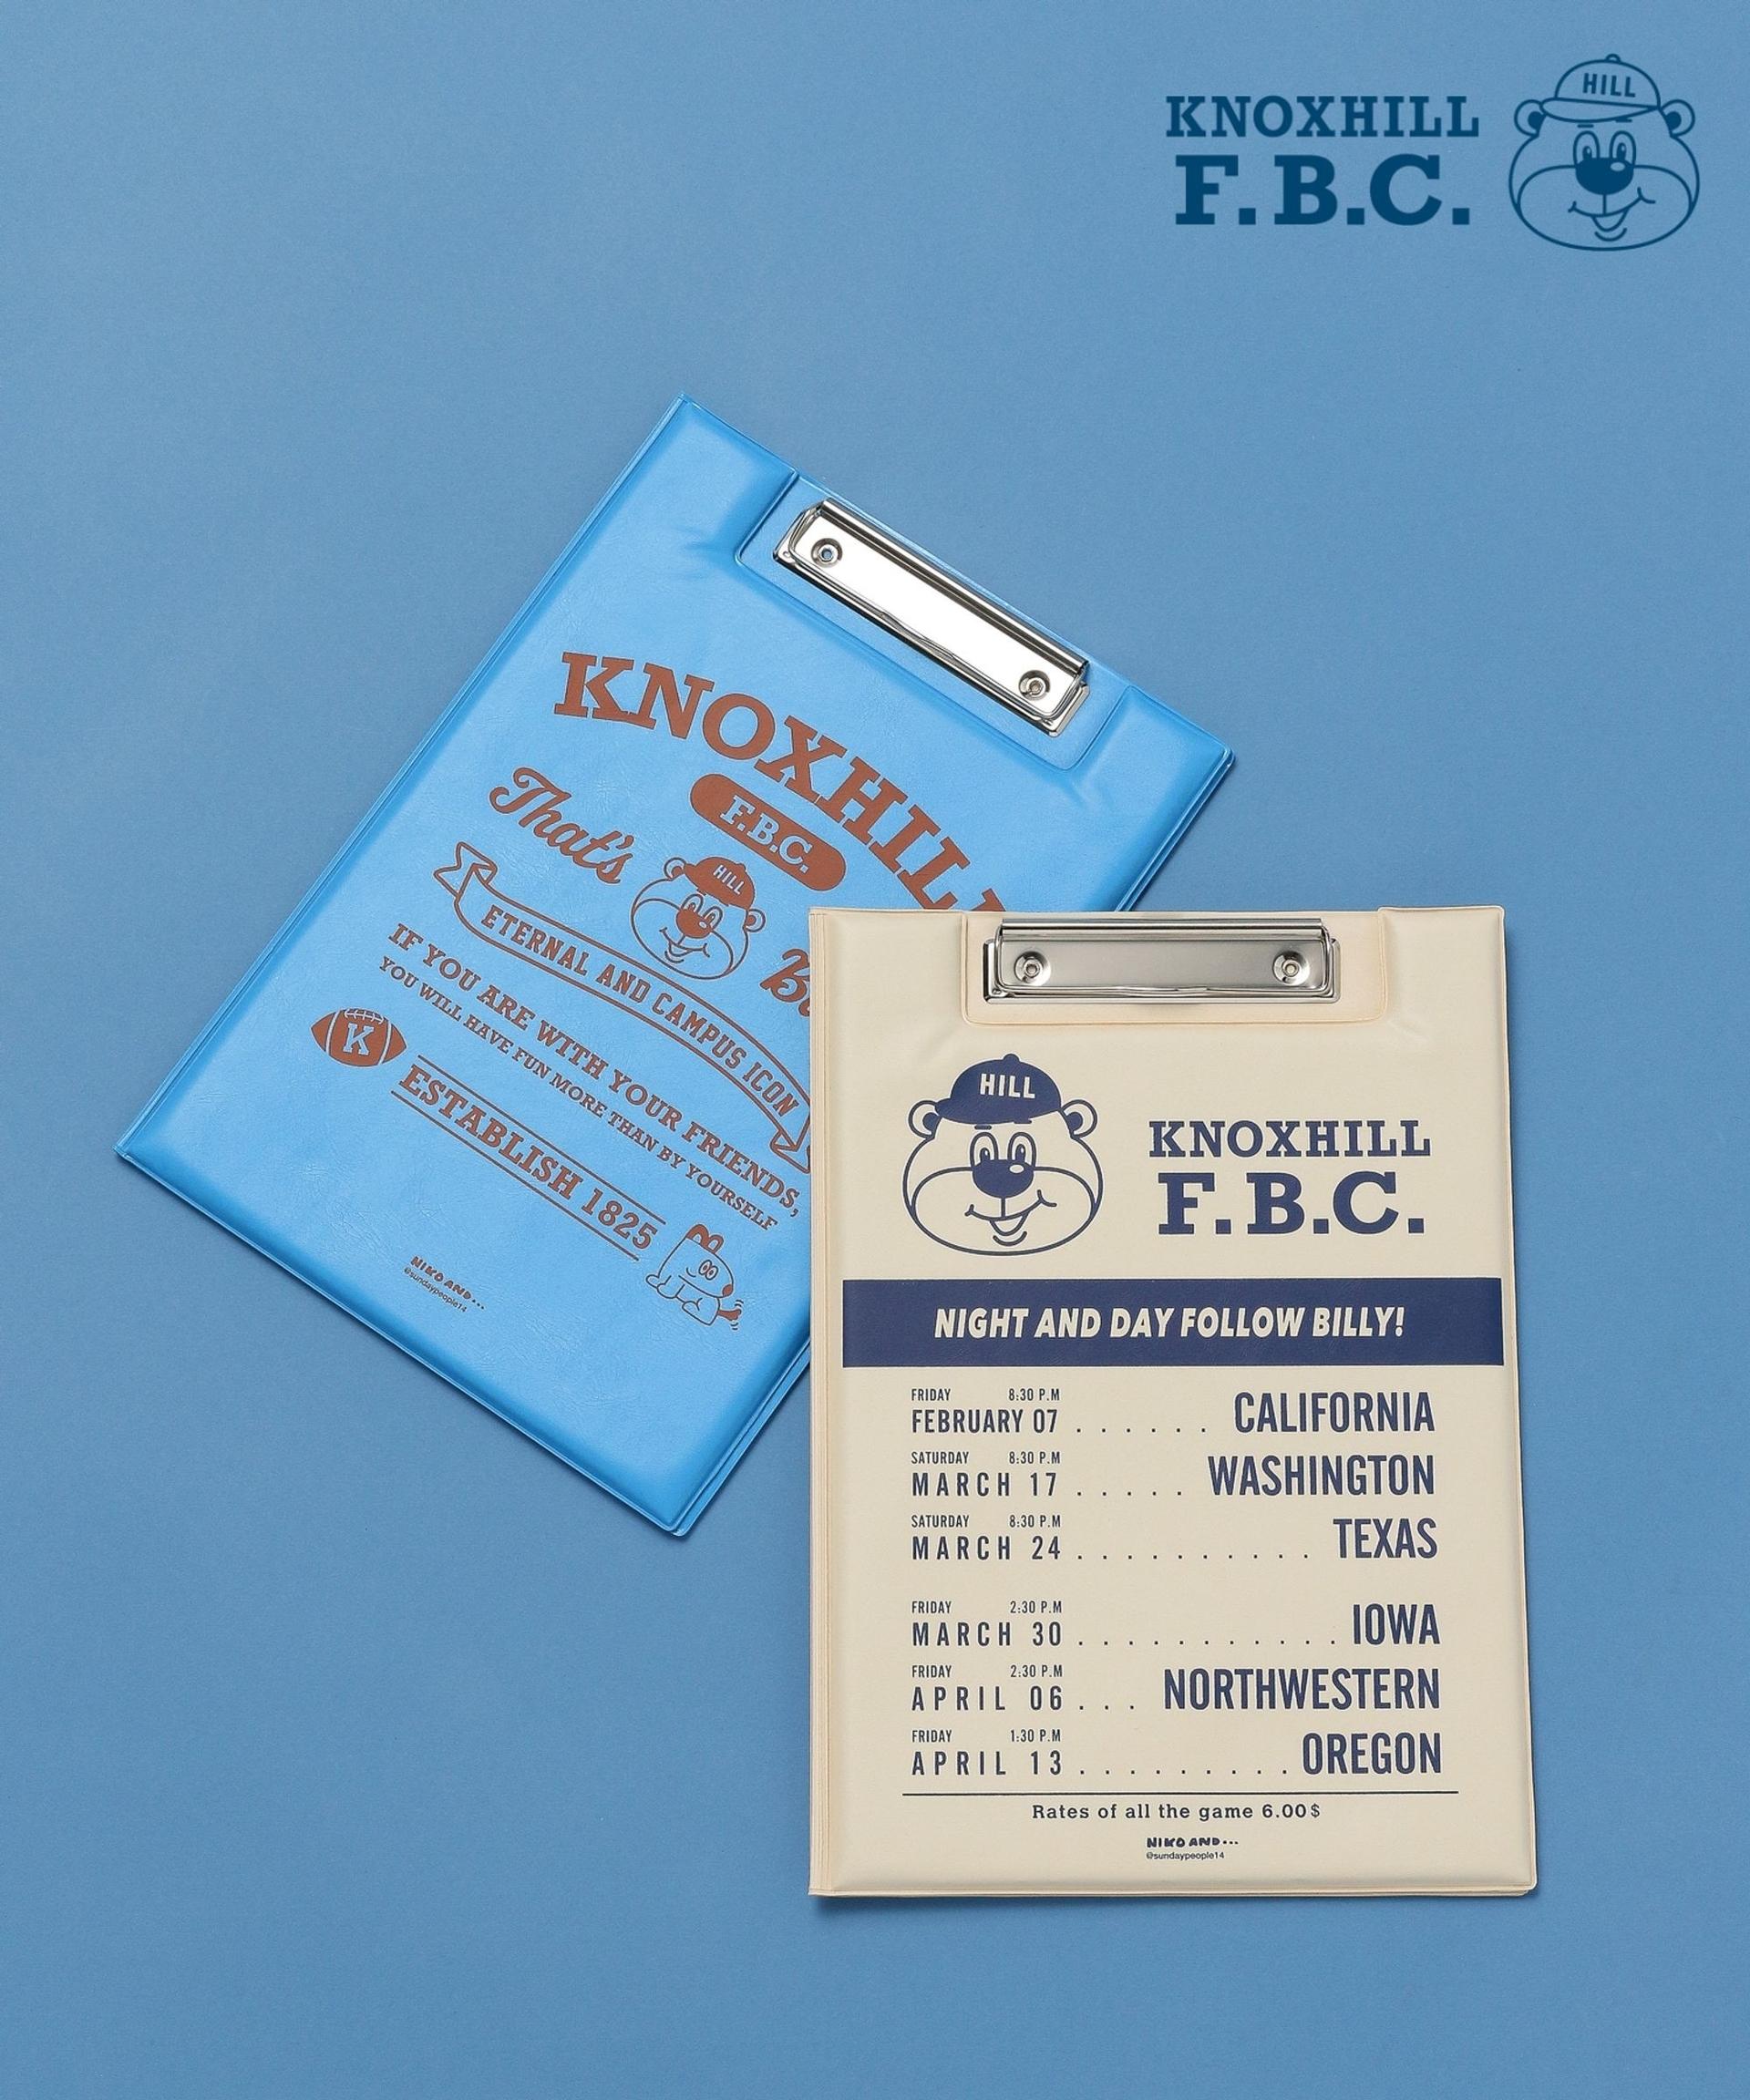 KNOXHILL
F.B.C.
HILL
KNOXHILL
F.B.C.
That's
HILL
ETERNAL AND CAMPUS ICON
IF YOU ARE WITH YOUR FRIENDS,
YOU WILL HAVE FUN MORE THAN BY YOURSELF
K
ESTABLISH 1825
NIKO AND...
@sundaypeople14
HILL
KNOXHILL
F.B.C.
NIGHT AND DAY FOLLOW BILLY!
FRIDAY 8:30 P.M
FEBRUARY 07 . . . . . . CALIFORNIA
SATURDAY 8:30 P.M
MARCH 17 . . . . . WASHINGTON
SATURDAY 8:30 P.M
MARCH 24 . . . . . . . . . . TEXAS
FRIDAY 2:30 P.M
MARCH 30 . . . . . . . . . . . IOWA
FRIDAY 2:30 P.M
APRIL 06 . . . NORTHWESTERN
FRIDAY 1:30 P.M
APRIL 13 . . . . . . . . . OREGON
Rates of all the game 6.00$
NIKO AND...
@sundaypeople14